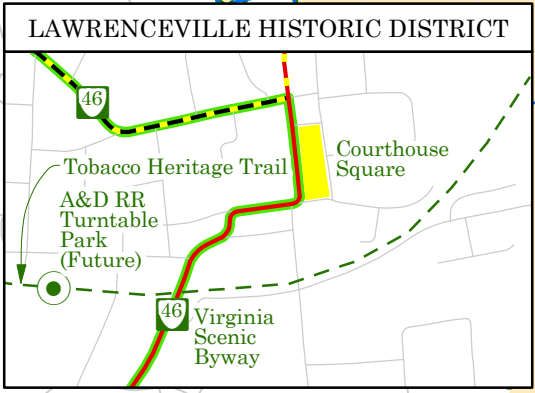 LAWRENCEVILLE HISTORIC DISTRICT
46
Courthouse
Square
Tobacco Heritage Trail
A&D RR
Turntable
Park
(Future)
46
Virginia
Scenic
Byway